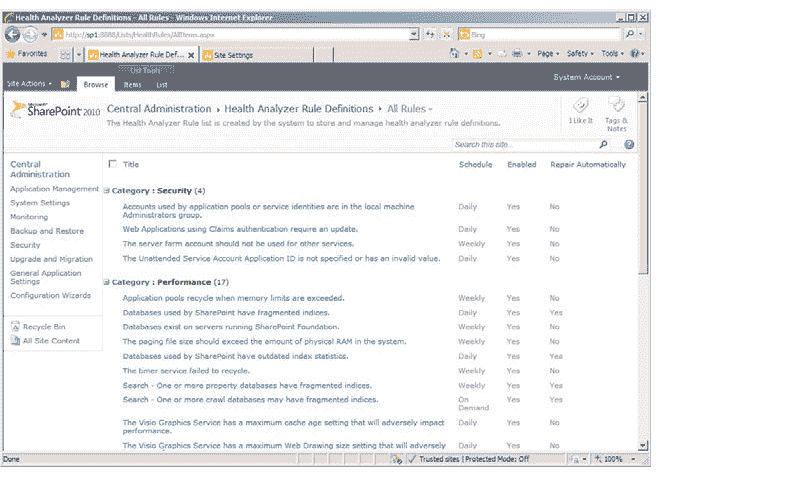 Health Analyzer Rule Definitions - All Rules - Windows Internet Explorer
http://sp1:8888/Lists/HealthRules/AllItems.aspx
Bing
Favorites
Health Analyzer Rule Def...
Site Settings
Page
Safety
Tools
List Tools
Site Actions
Browse
Items
List
System Account
Microsoft
SharePoint 2010
Central Administration
Health Analyzer Rule Definitions
All Rules
The Health Analyzer Rule list is created by the system to store and manage health analyzer rule definitions.
I Like It
Tags &
Notes
Search this site...
Central
Administration
Application Management
System Settings
Monitoring
Backup and Restore
Security
Upgrade and Migration
General Application
Settings
Configuration Wizards
Recycle Bin
All Site Content
Title Schedule Enabled Repair Automatically
Category : Security (4)
Accounts used by application pools or service identities are in the local machine
Administrators group. Daily Yes No
Web Applications using Claims authentication require an update. Daily Yes No
The server farm account should not be used for other services. Weekly Yes No
The Unattended Service Account Application ID is not specified or has an invalid value. Daily Yes No
Category : Performance (17)
Application pools recycle when memory limits are exceeded. Weekly Yes No
Databases used by SharePoint have fragmented indices. Daily Yes Yes
Databases exist on servers running SharePoint Foundation. Weekly Yes No
The paging file size should exceed the amount of physical RAM in the system. Weekly Yes No
Databases used by SharePoint have outdated index statistics. Daily Yes Yes
The timer service failed to recycle. Weekly Yes No
Search - One or more property databases have fragmented indices. Weekly Yes Yes
Search - One or more crawl databases may have fragmented indices. On Yes Yes
Demand
The Visio Graphics Service has a maximum cache age setting that will adversely impact
performance. Daily Yes No
The Visio Graphics Service has a maximum Web Drawing size setting that will adversely Daily Yes No
Done
Trusted sites | Protected Mode: Off
100%